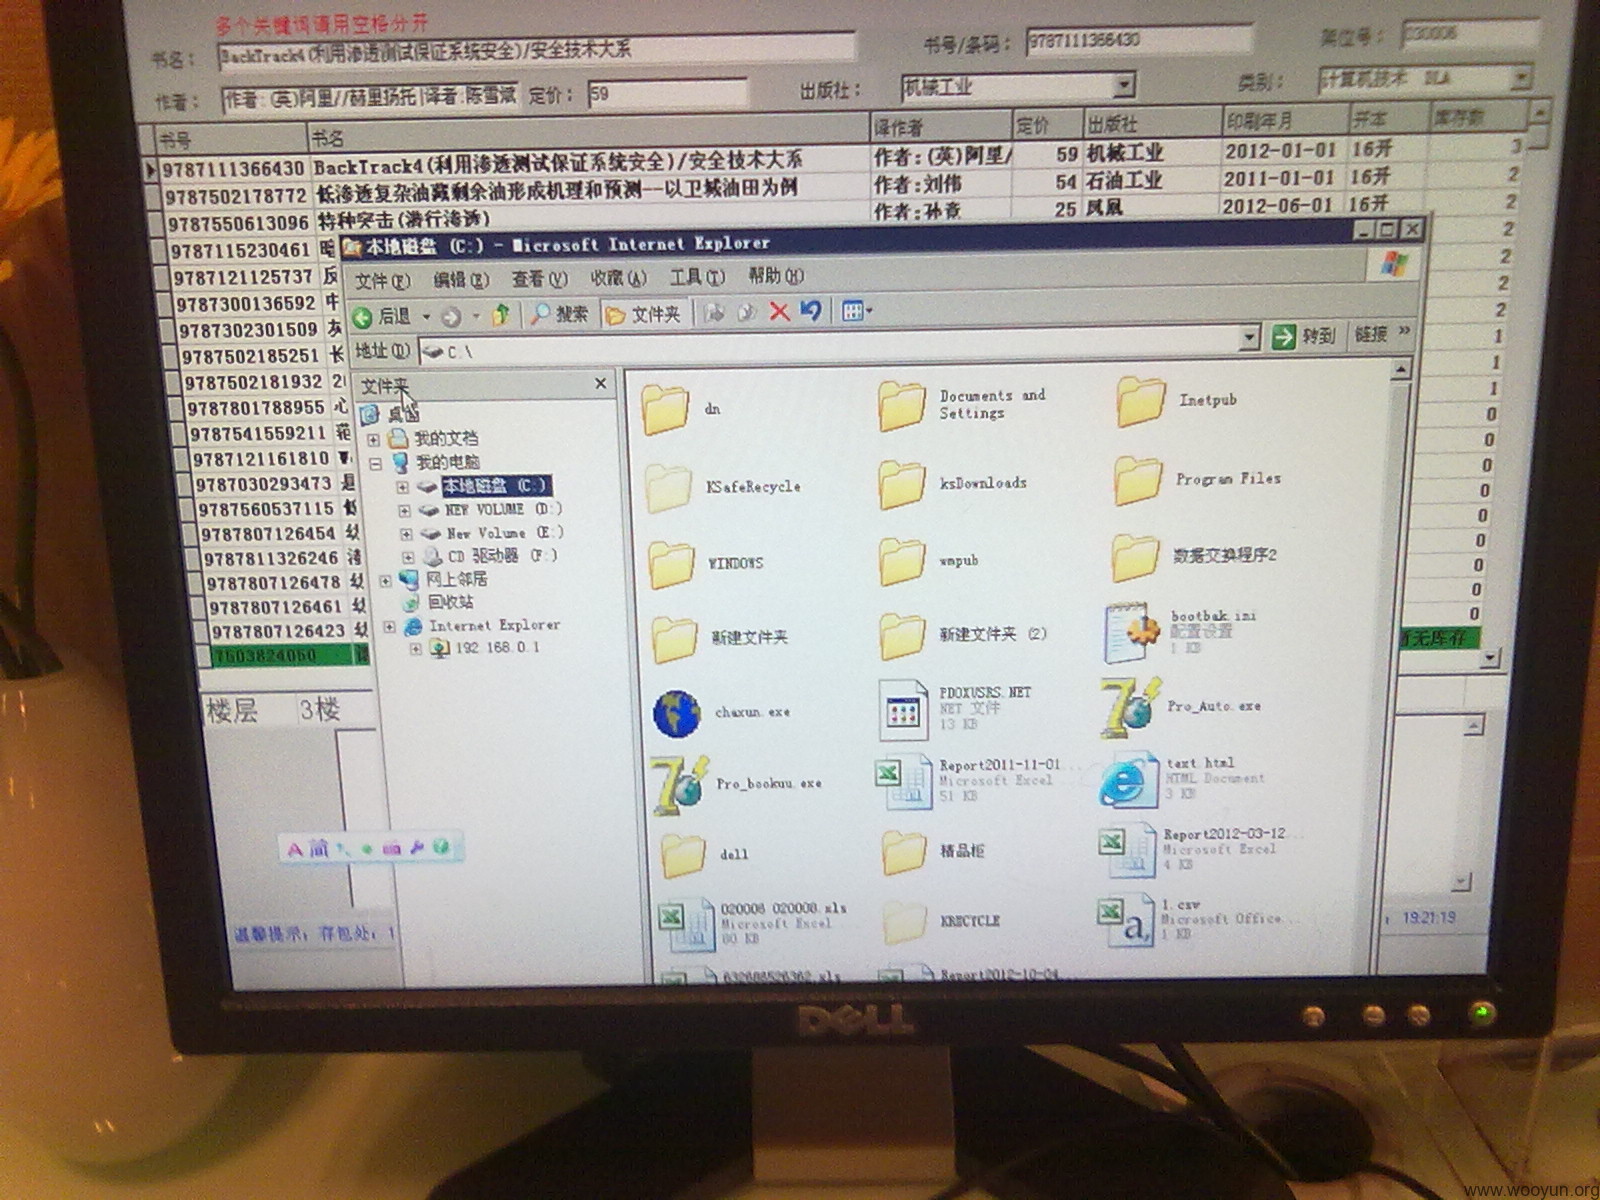 多个关键词请用空格分开
书名： BackTrack4(利用渗透测试保证系统安全)/安全技术大系 书号/条码： 9787111366430 架位号： 030006
作者： 作者:(英)阿里//赫里扬托|译者:陈雪斌 定价： 59 出版社： 机械工业 类别： 计算机技术
书号 书名 译作者 定价 出版社 印刷年月 开本 库存数
9787111366430 BackTrack4(利用渗透测试保证系统安全)/安全技术大系 作者:(英)阿里/ 59 机械工业 2012-01-01 16开 3
9787502178772 低渗透复杂油藏剩余油形成机理和预测--以卫城油田为例 作者:刘伟 54 石油工业 2011-01-01 16开 2
9787550613096 特种突击(潜行渗透) 作者:孙竟 25 凤凰 2012-06-01 16开 2
9787115230461 2
9787121125737 反 2
9787300136592 2
9787302301509 2
9787502185251 长 1
9787502181932 1
9787801788955 心 1
9787541559211 0
9787121161810 0
9787030293473 是 0
9787560537115 0
9787807126454 幼 0
9787811326246 0
9787807126478 幼 0
9787807126461 幼 0
9787807126423 幼 0
7503824050 暂无库存
楼层 3楼
温馨提示：存包处：1
19:21:19
本地磁盘 (C:) - Microsoft Internet Explorer
文件(F) 编辑(E) 查看(V) 收藏(A) 工具(T) 帮助(H)
后退 搜索 文件夹
地址(D) C:\ 转到 链接 »
文件夹
桌面
我的文档
我的电脑
本地磁盘 (C:)
NEW VOLUME (D:)
New Volume (E:)
CD 驱动器 (F:)
网上邻居
回收站
Internet Explorer
192.168.0.1
dn
Documents and Settings
Inetpub
KSafeRecycle
ksDownloads
Program Files
WINDOWS
wmpub
数据交换程序2
新建文件夹
新建文件夹 (2)
bootbak.ini
配置设置
1 KB
chaxun.exe
PDOXUSRS.NET
NET 文件
13 KB
Pro_Auto.exe
Pro_bookuu.exe
Report2011-11-01...
Microsoft Excel
51 KB
text.html
HTML Document
3 KB
dell
精品柜
Report2012-03-12...
Microsoft Excel
4 KB
020006 020008.xls
Microsoft Excel
80 KB
KRECYCLE
1.csv
Microsoft Office...
1 KB
Report2012-10-04...
A 简
DELL
www.wooyun.org